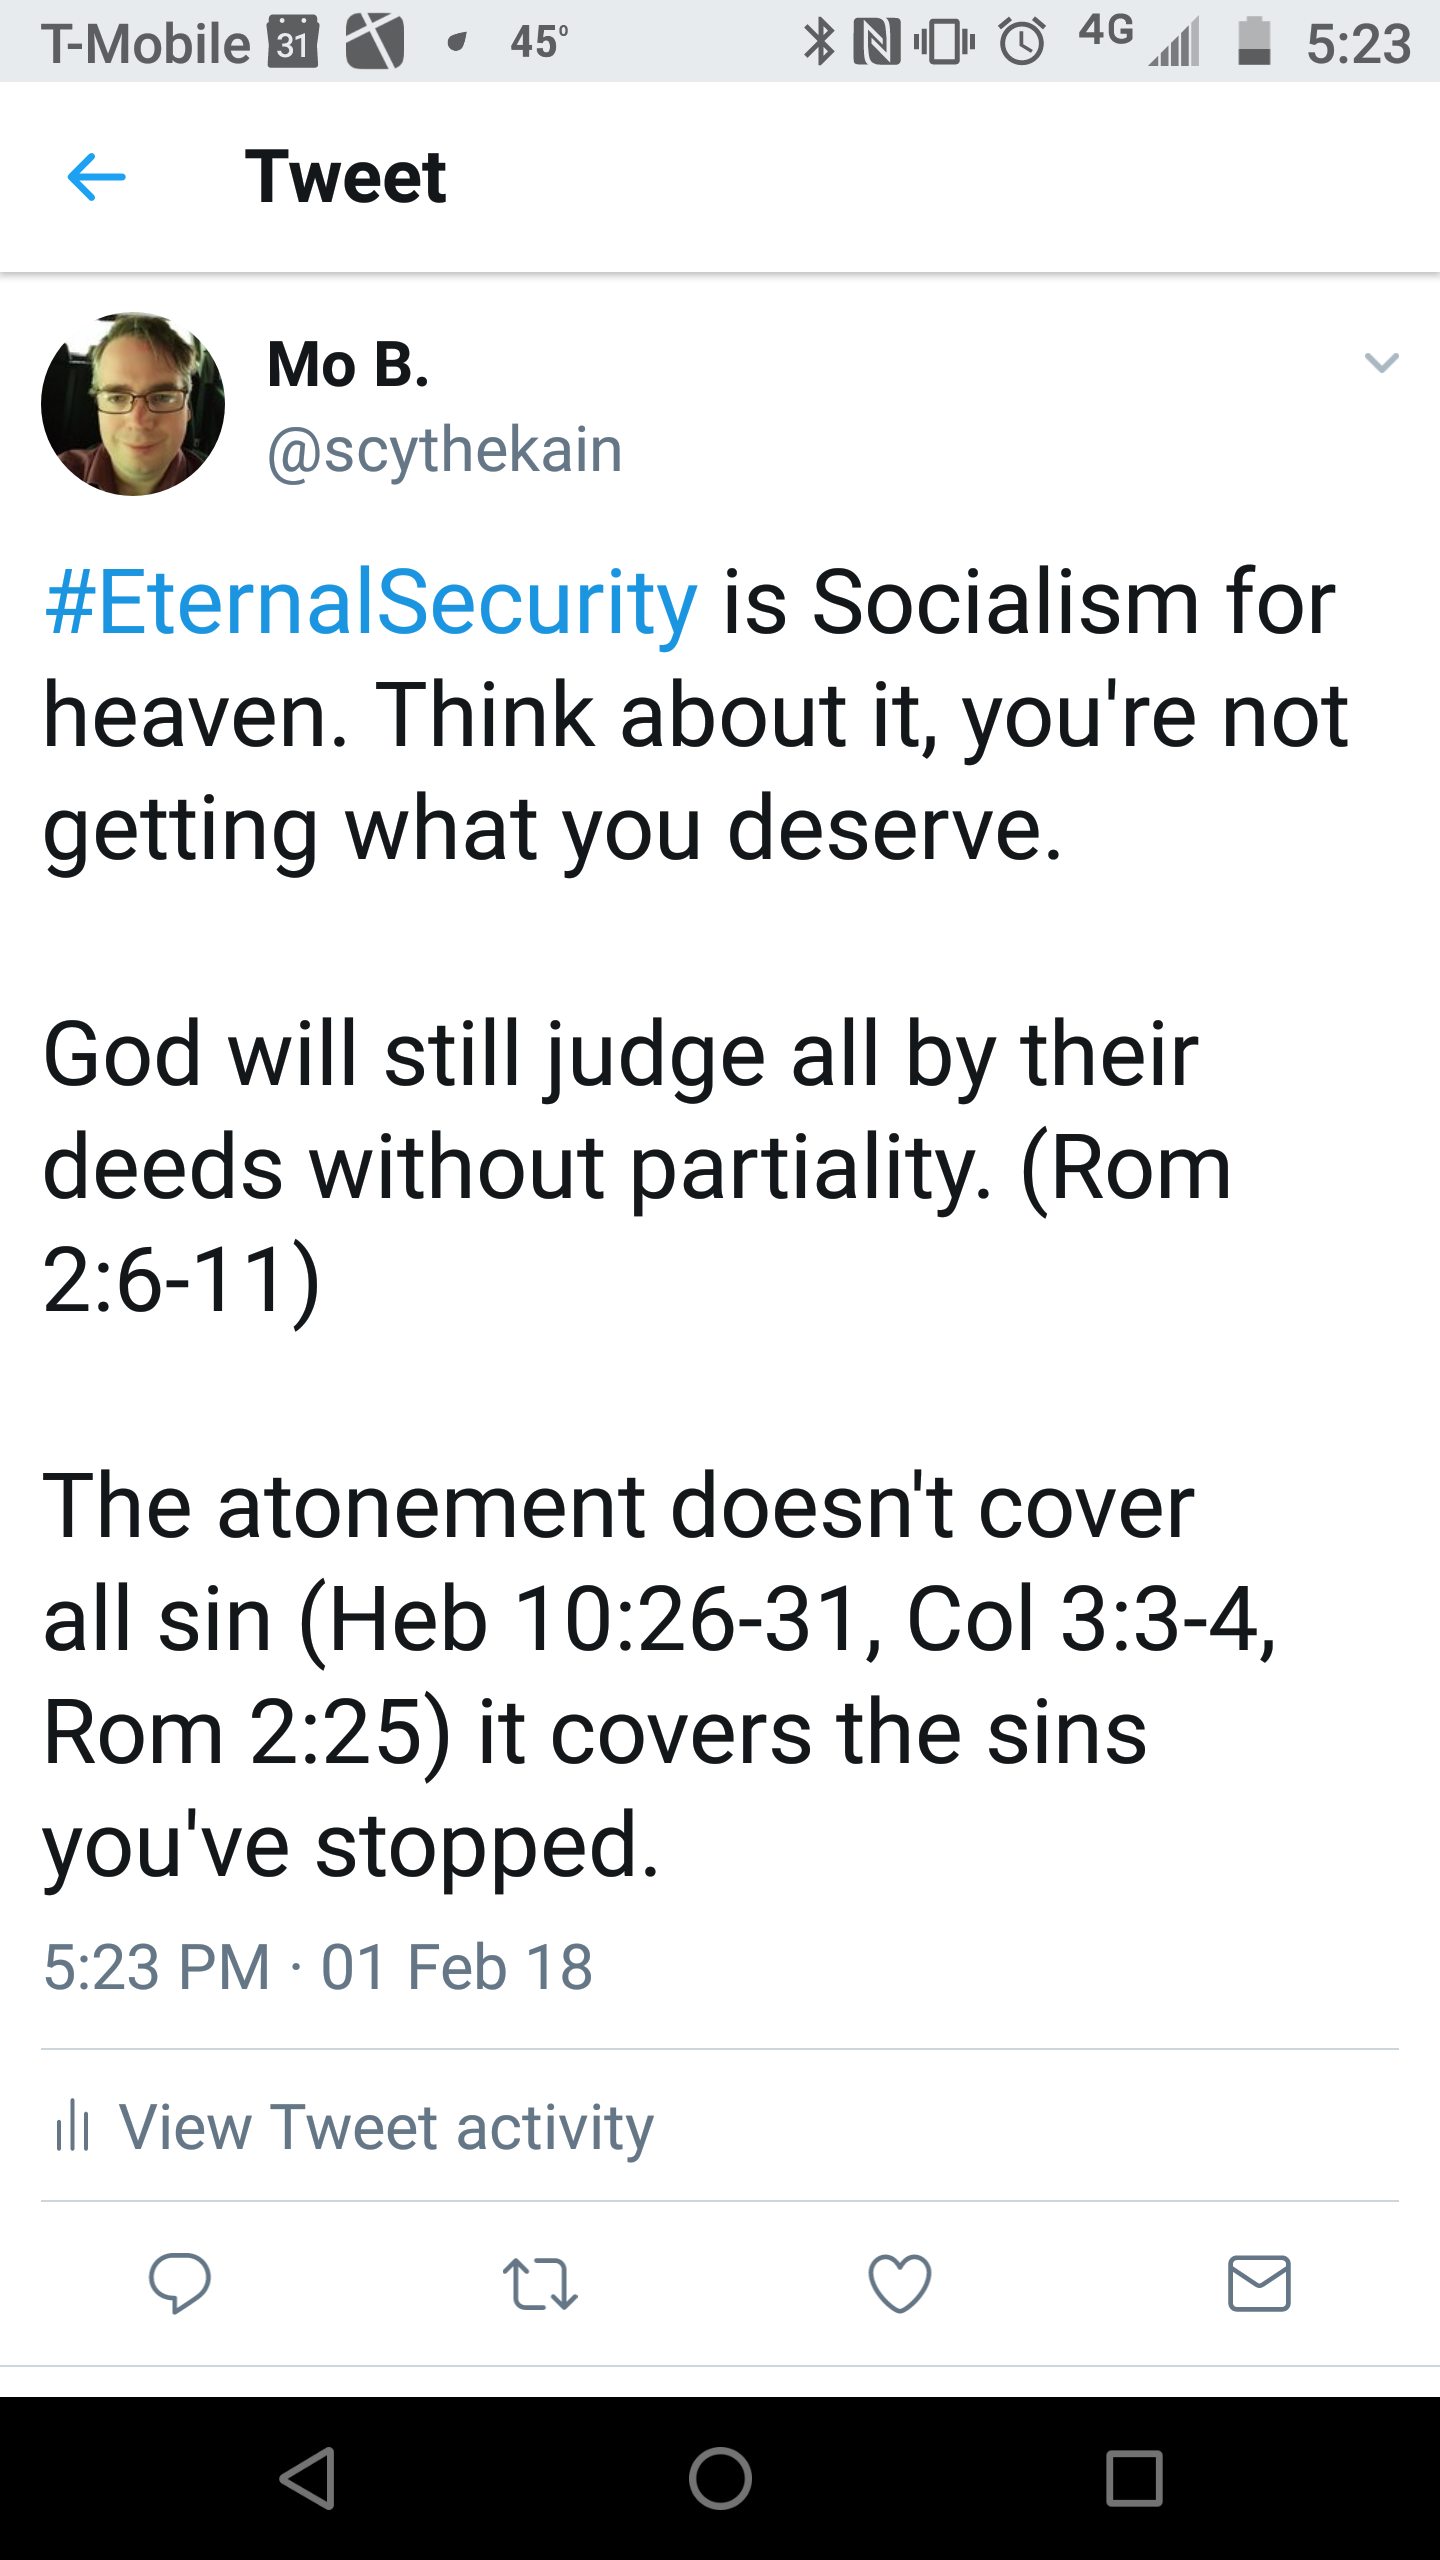 T-Mobile 31 45° 4G 5:23
Tweet
Mo B.
@scythekain
#EternalSecurity is Socialism for
heaven. Think about it, you're not
getting what you deserve.
God will still judge all by their
deeds without partiality. (Rom
2:6-11)
The atonement doesn't cover
all sin (Heb 10:26-31, Col 3:3-4,
Rom 2:25) it covers the sins
you've stopped.
5:23 PM · 01 Feb 18
View Tweet activity